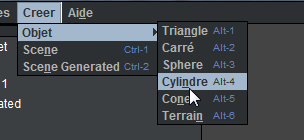 Creer Aide
Objet
Scene Ctrl-1
Scene Generated Ctrl-2
Triangle Alt-1
Carré Alt-2
Sphere Alt-3
Cylindre Alt-4
Cone Alt-5
Terrain Alt-6
et
1
ated